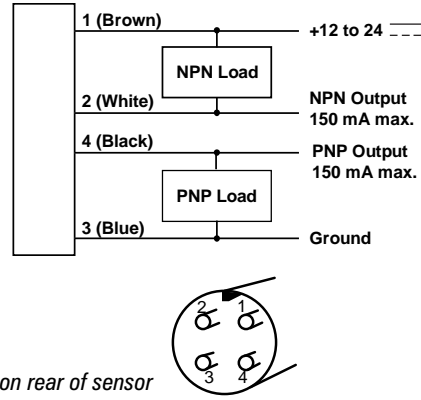 1 (Brown)
+12 to 24
NPN Load
2 (White)
NPN Output
150 mA max.
4 (Black)
PNP Output
150 mA max.
PNP Load
3 (Blue)
Ground
2 1
3 4
on rear of sensor